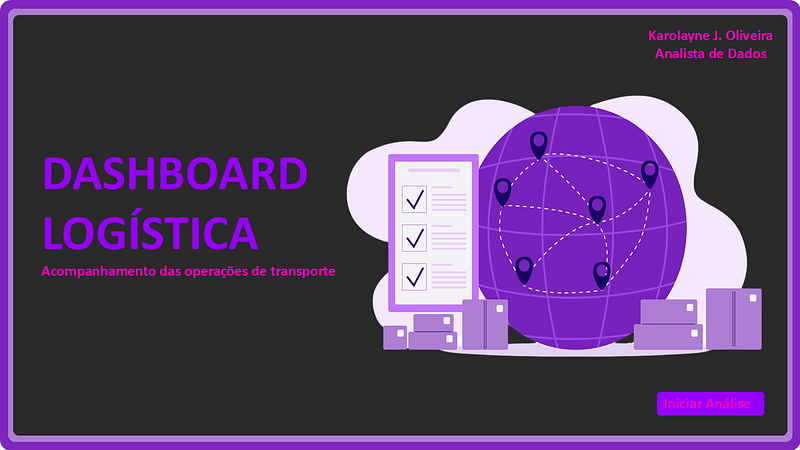 Karolayne J. Oliveira
Analista de Dados
DASHBOARD
LOGÍSTICA
Acompanhamento das operações de transporte
Iniciar Análise